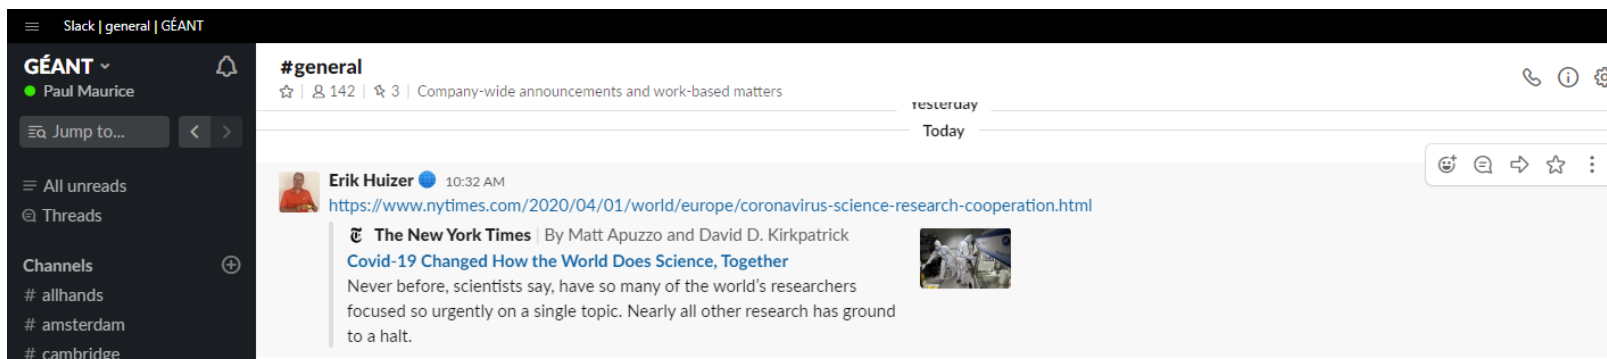 Slack | general | GÉANT
GÉANT
Paul Maurice
Jump to...
All unreads
Threads
Channels
# allhands
# amsterdam
# cambridge
#general
142 | 3 | Company-wide announcements and work-based matters
Yesterday
Today
Erik Huizer 10:32 AM
https://www.nytimes.com/2020/04/01/world/europe/coronavirus-science-research-cooperation.html
The New York Times | By Matt Apuzzo and David D. Kirkpatrick
Covid-19 Changed How the World Does Science, Together
Never before, scientists say, have so many of the world's researchers
focused so urgently on a single topic. Nearly all other research has ground
to a halt.